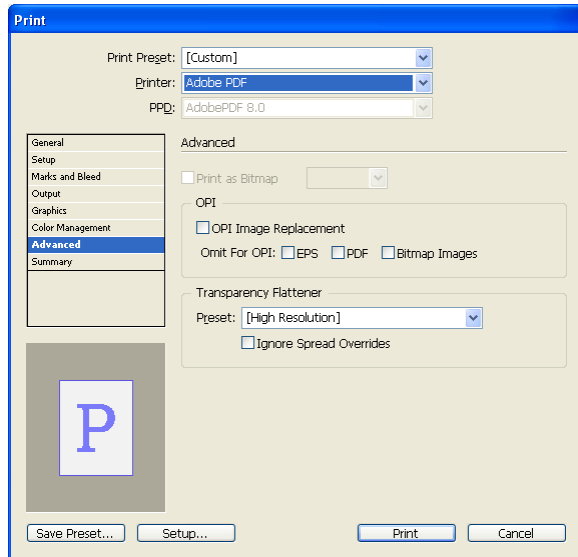 Print
Print Preset: [Custom]
Printer: Adobe PDF
PPD: AdobePDF 8.0
General
Setup
Marks and Bleed
Output
Graphics
Color Management
Advanced
Summary
Advanced
Print as Bitmap
OPI
OPI Image Replacement
Omit For OPI: EPS PDF Bitmap Images
Transparency Flattener
Preset: [High Resolution]
Ignore Spread Overrides
P
Save Preset... Setup... Print Cancel